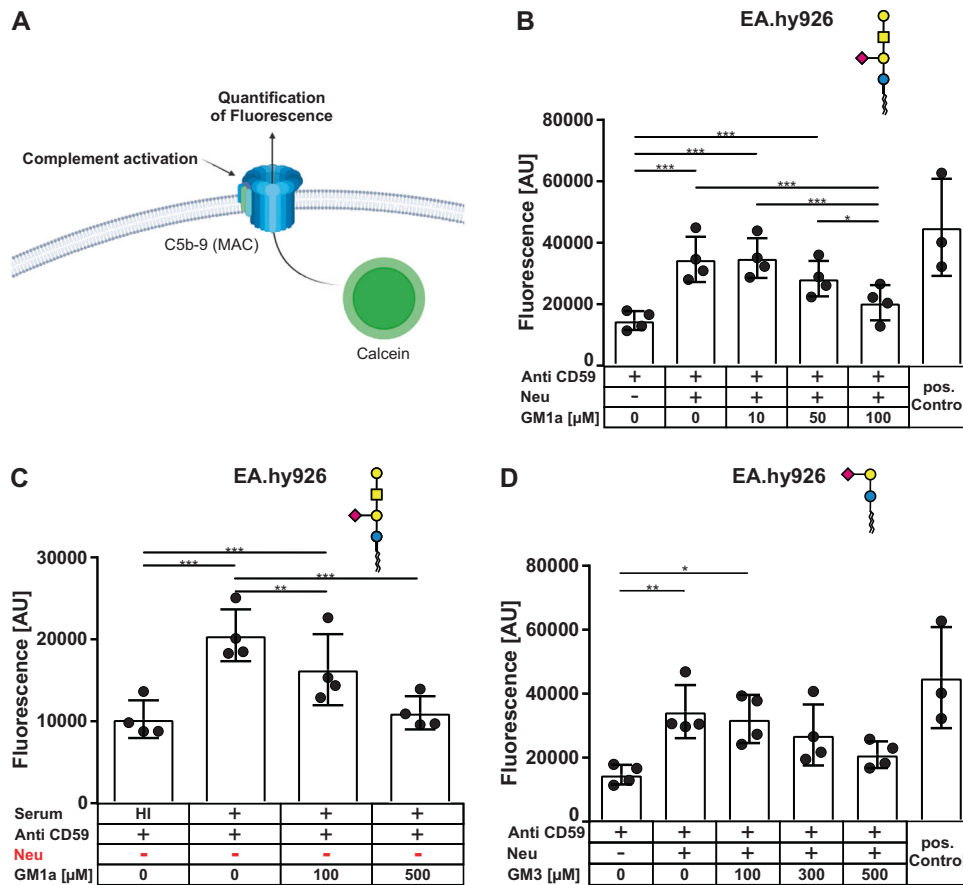 A
Quantification
of Fluorescence
Complement activation
C5b-9 (MAC)
Calcein
B
EA.hy926
Fluorescence [AU]
80000
60000
40000
20000
0
***
***
***
***
***
*
Anti CD59 + + + + +
Neu - + + + +
GM1a [µM] 0 0 10 50 100
pos.
Control
C
EA.hy926
Fluorescence [AU]
30000
20000
10000
0
***
***
***
**
Serum HI + + +
Anti CD59 + + + +
Neu - - - -
GM1a [µM] 0 0 100 500
D
EA.hy926
Fluorescence [AU]
80000
60000
40000
20000
0
*
**
Anti CD59 + + + + +
Neu - + + + +
GM3 [µM] 0 0 100 300 500
pos.
Control